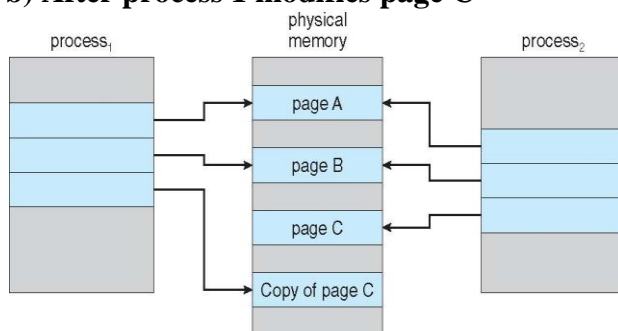 b) After process 1 modifies page C
physical
memory
process₁
process₂
page A
page B
page C
Copy of page C